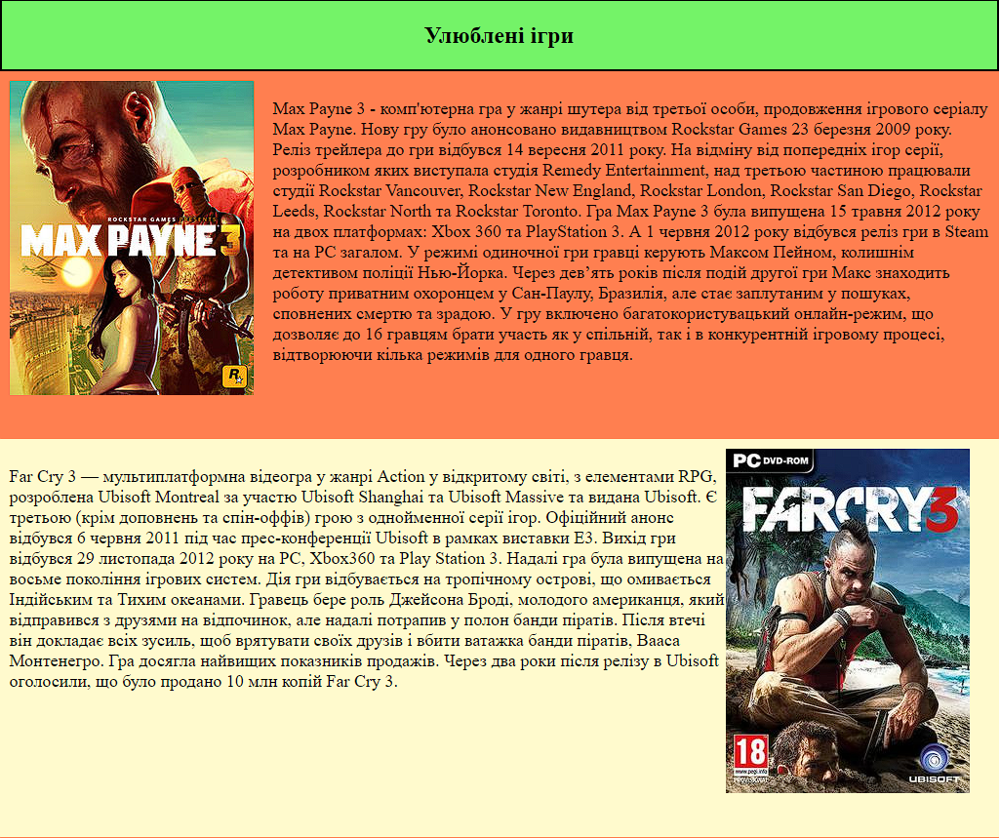 Улюблені ігри
ROCKSTAR GAMES PRESENTS
MAX PAYNE 3
R
Max Payne 3 - комп'ютерна гра у жанрі шутера від третьої особи, продовження ігрового серіалу
Max Payne. Нову гру було анонсовано видавництвом Rockstar Games 23 березня 2009 року.
Реліз трейлера до гри відбувся 14 вересня 2011 року. На відміну від попередніх ігор серії,
розробником яких виступала студія Remedy Entertainment, над третьою частиною працювали
студії Rockstar Vancouver, Rockstar New England, Rockstar London, Rockstar San Diego, Rockstar
Leeds, Rockstar North та Rockstar Toronto. Гра Max Payne 3 була випущена 15 травня 2012 року
на двох платформах: Xbox 360 та PlayStation 3. А 1 червня 2012 року відбувся реліз гри в Steam
та на PC загалом. У режимі одиночної гри гравці керують Максом Пейном, колишнім
детективом поліції Нью-Йорка. Через дев’ять років після подій другої гри Макс знаходить
роботу приватним охоронцем у Сан-Паулу, Бразилія, але стає заплутаним у пошуках,
сповнених смертю та зрадою. У гру включено багатокористувацький онлайн-режим, що
дозволяє до 16 гравцям брати участь як у спільній, так і в конкурентній ігровому процесі,
відтворюючи кілька режимів для одного гравця.
Far Cry 3 — мультиплатформна відеогра у жанрі Action у відкритому світі, з елементами RPG,
розроблена Ubisoft Montreal за участю Ubisoft Shanghai та Ubisoft Massive та видана Ubisoft. Є
третьою (крім доповнень та спін-оффів) грою з однойменної серії ігор. Офіційний анонс
відбувся 6 червня 2011 під час прес-конференції Ubisoft в рамках виставки E3. Вихід гри
відбувся 29 листопада 2012 року на PC, Xbox360 та Play Station 3. Надалі гра була випущена на
восьме покоління ігрових систем. Дія гри відбувається на тропічному острові, що омивається
Індійським та Тихим океанами. Гравець бере роль Джейсона Броді, молодого американця, який
відправився з друзями на відпочинок, але надалі потрапив у полон банди піратів. Після втечі
він докладає всіх зусиль, щоб врятувати своїх друзів і вбити ватажка банди піратів, Вааса
Монтенегро. Гра досягла найвищих показників продажів. Через два роки після релізу в Ubisoft
оголосили, що було продано 10 млн копій Far Cry 3.
PC DVD-ROM
FARCRY3
18
www.pegi.info
PROVISIONAL
UBISOFT